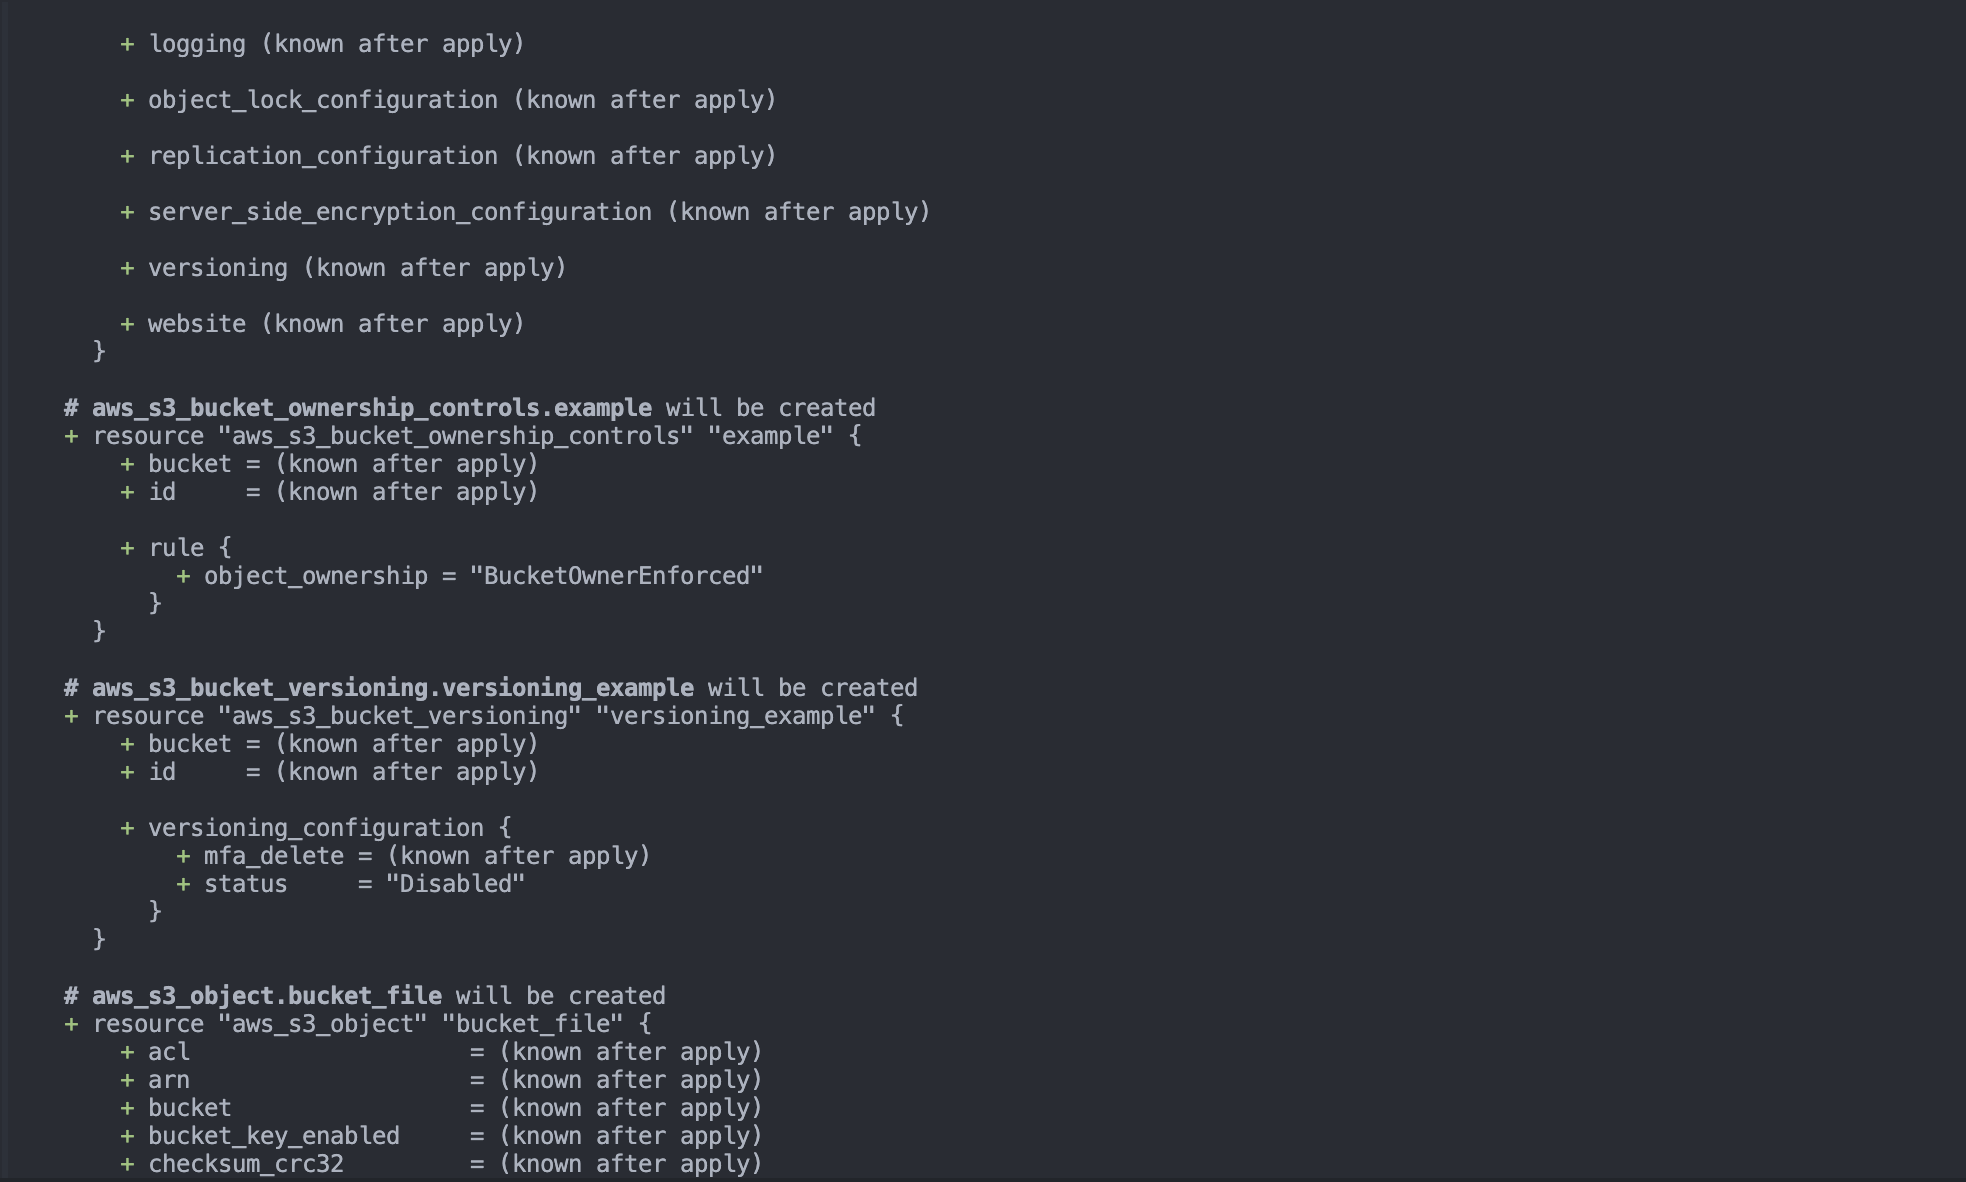 + logging (known after apply)
+ object_lock_configuration (known after apply)
+ replication_configuration (known after apply)
+ server_side_encryption_configuration (known after apply)
+ versioning (known after apply)
+ website (known after apply)
}
# aws_s3_bucket_ownership_controls.example will be created
+ resource "aws_s3_bucket_ownership_controls" "example" {
+ bucket = (known after apply)
+ id     = (known after apply)
+ rule {
+ object_ownership = "BucketOwnerEnforced"
}
}
# aws_s3_bucket_versioning.versioning_example will be created
+ resource "aws_s3_bucket_versioning" "versioning_example" {
+ bucket = (known after apply)
+ id     = (known after apply)
+ versioning_configuration {
+ mfa_delete = (known after apply)
+ status     = "Disabled"
}
}
# aws_s3_object.bucket_file will be created
+ resource "aws_s3_object" "bucket_file" {
+ acl                    = (known after apply)
+ arn                    = (known after apply)
+ bucket                 = (known after apply)
+ bucket_key_enabled     = (known after apply)
+ checksum_crc32         = (known after apply)